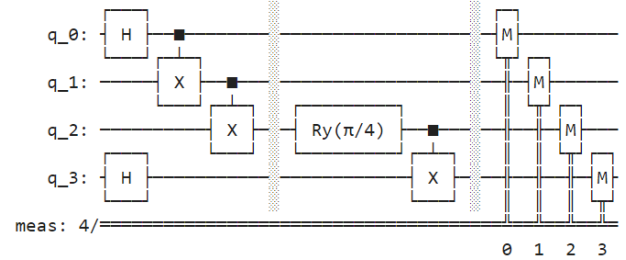 q_0: H M
q_1: X M
q_2: X Ry(π/4) M
q_3: H X M
meas: 4/
0 1 2 3